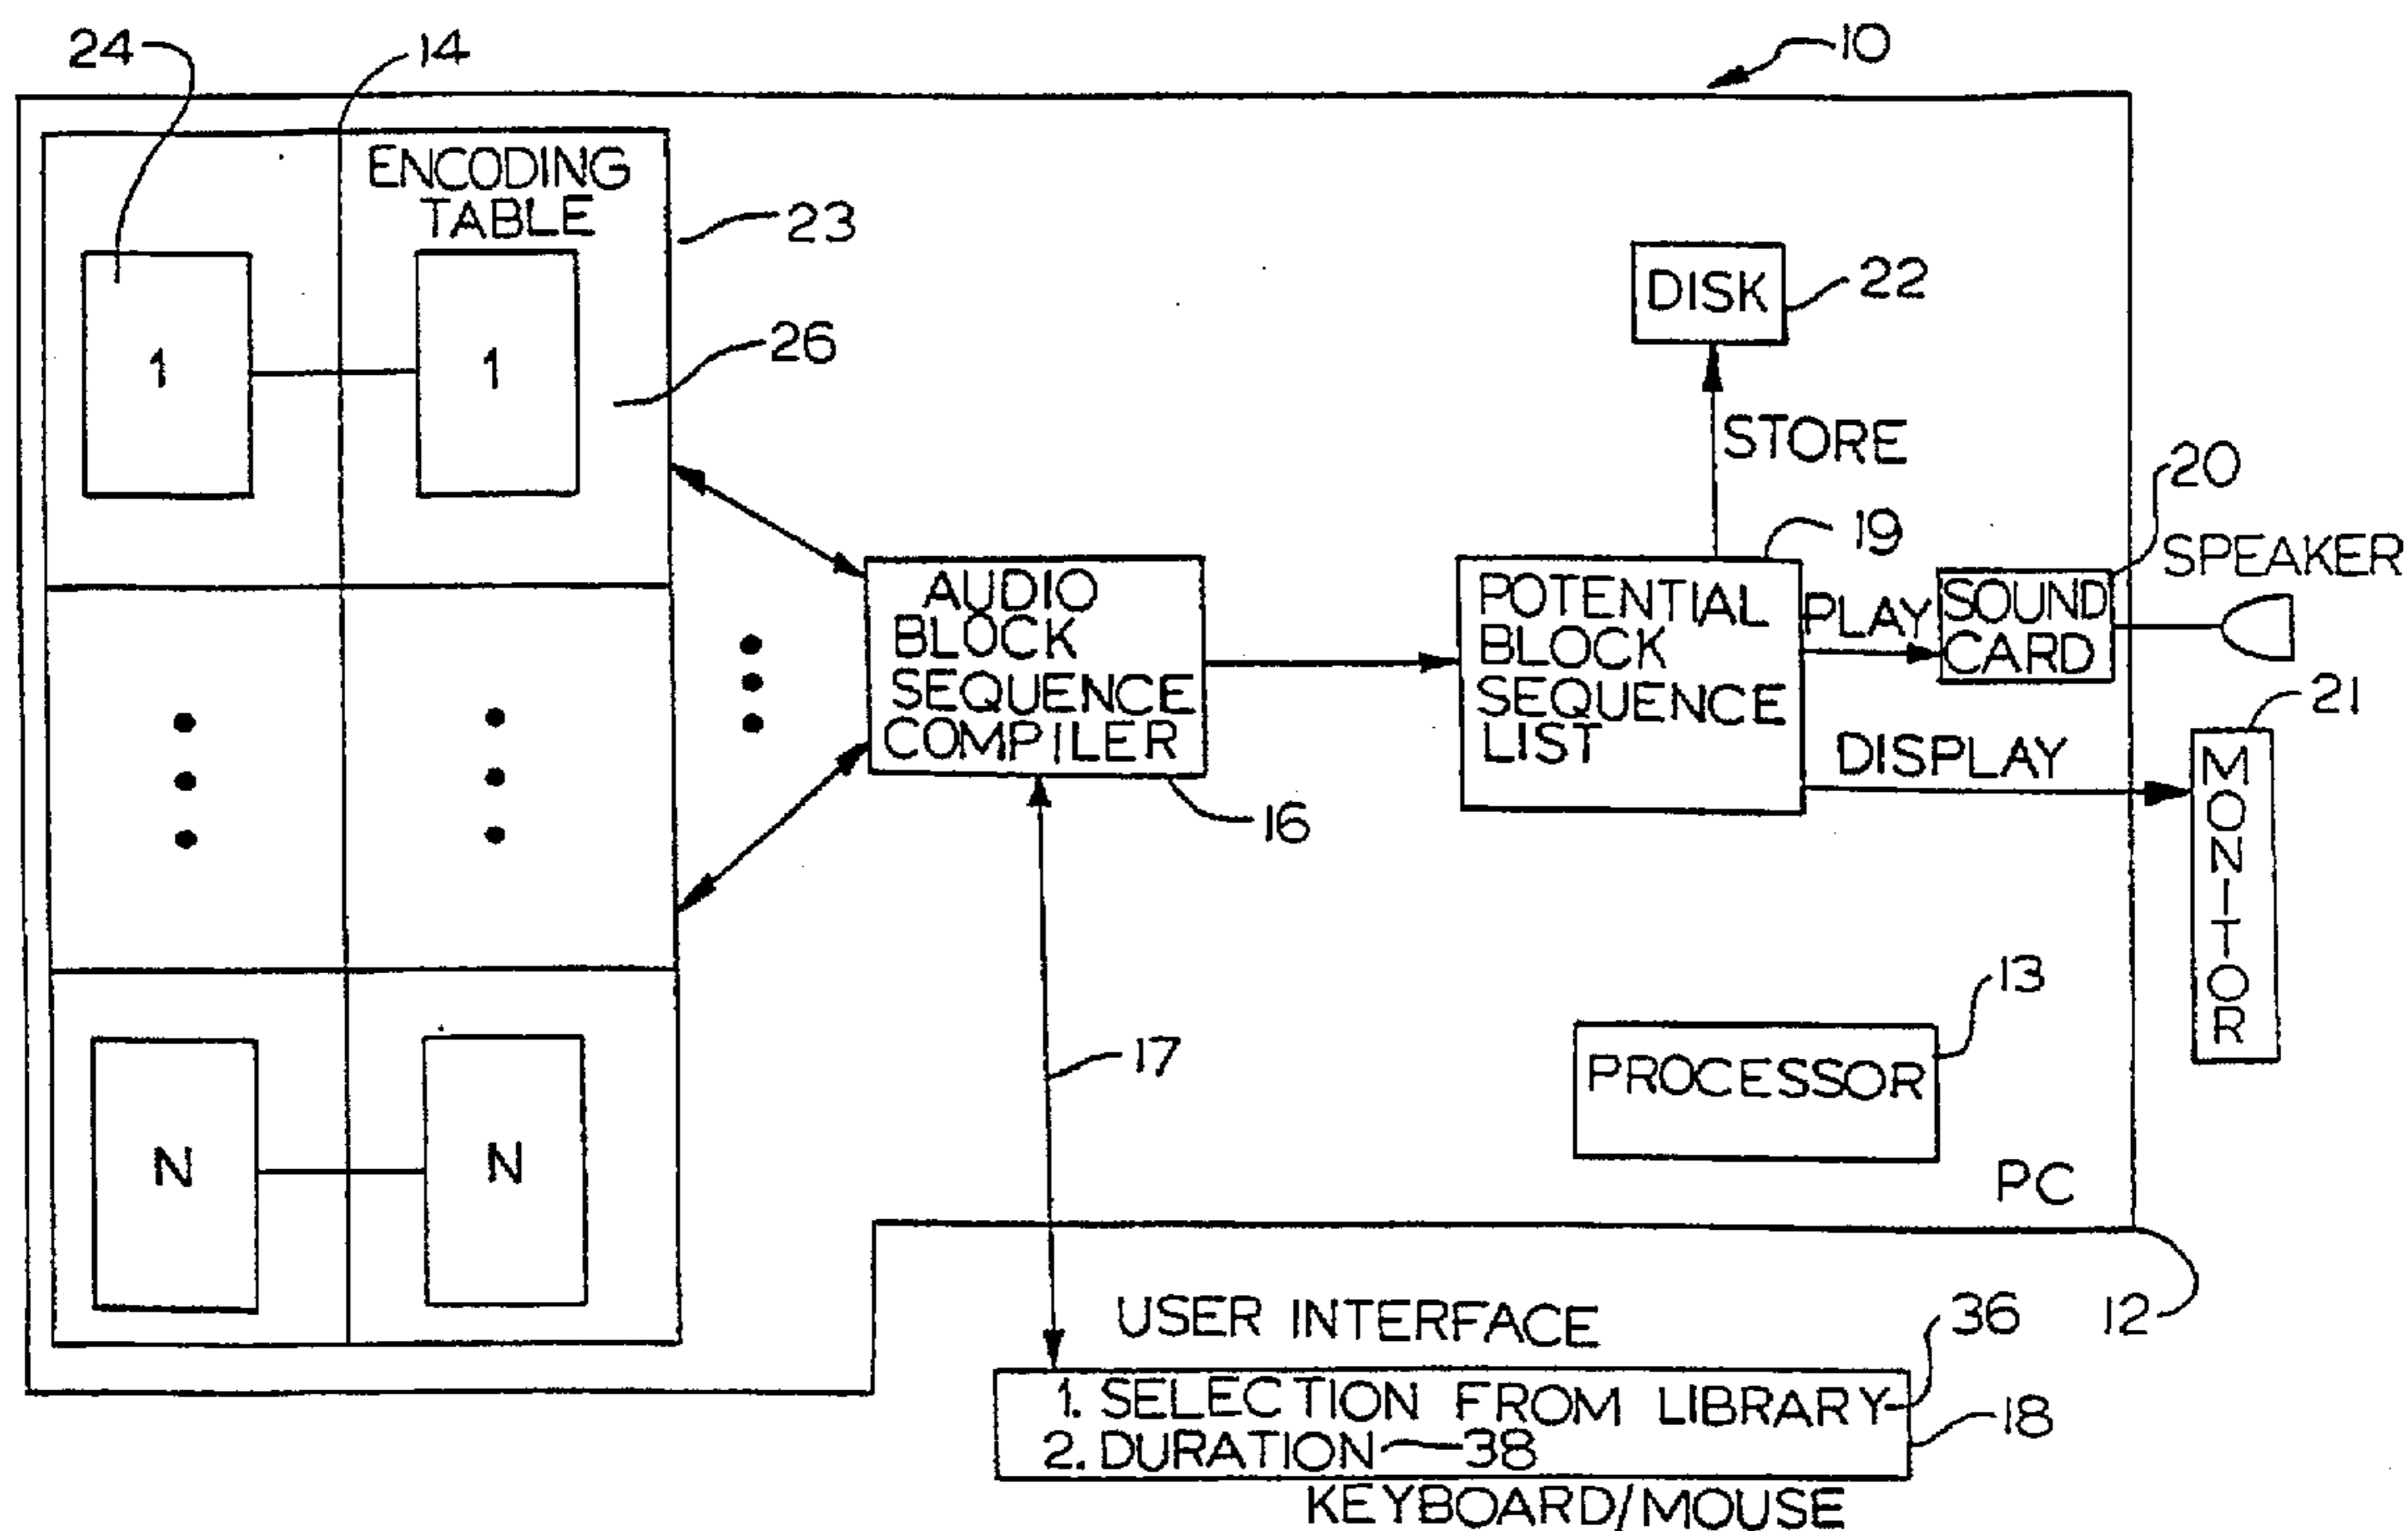 24
14
10
ENCODING
TABLE
23
1
1
26
DISK
22
STORE
20
19
SPEAKER
AUDIO
BLOCK
SEQUENCE
COMPILER
16
POTENTIAL
BLOCK
SEQUENCE
LIST
PLAY
SOUND
CARD
21
DISPLAY
MONITOR
13
PROCESSOR
17
N
N
PC
12
USER INTERFACE
36
1. SELECTION FROM LIBRARY
18
2. DURATION
38
KEYBOARD/MOUSE